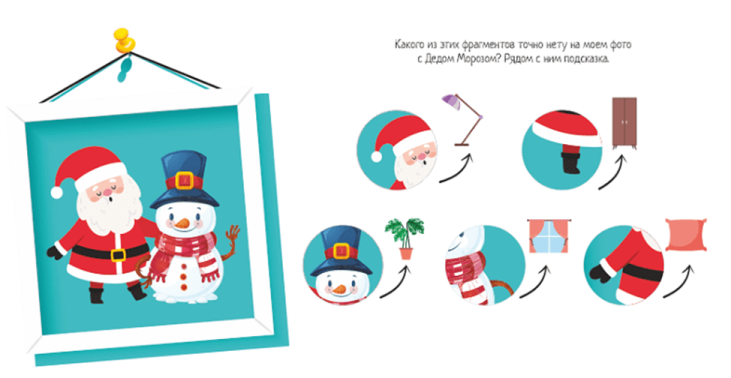 Какого из этих фрагментов точно нету на моем фото
с Дедом Морозом? Рядом с ним подсказка.